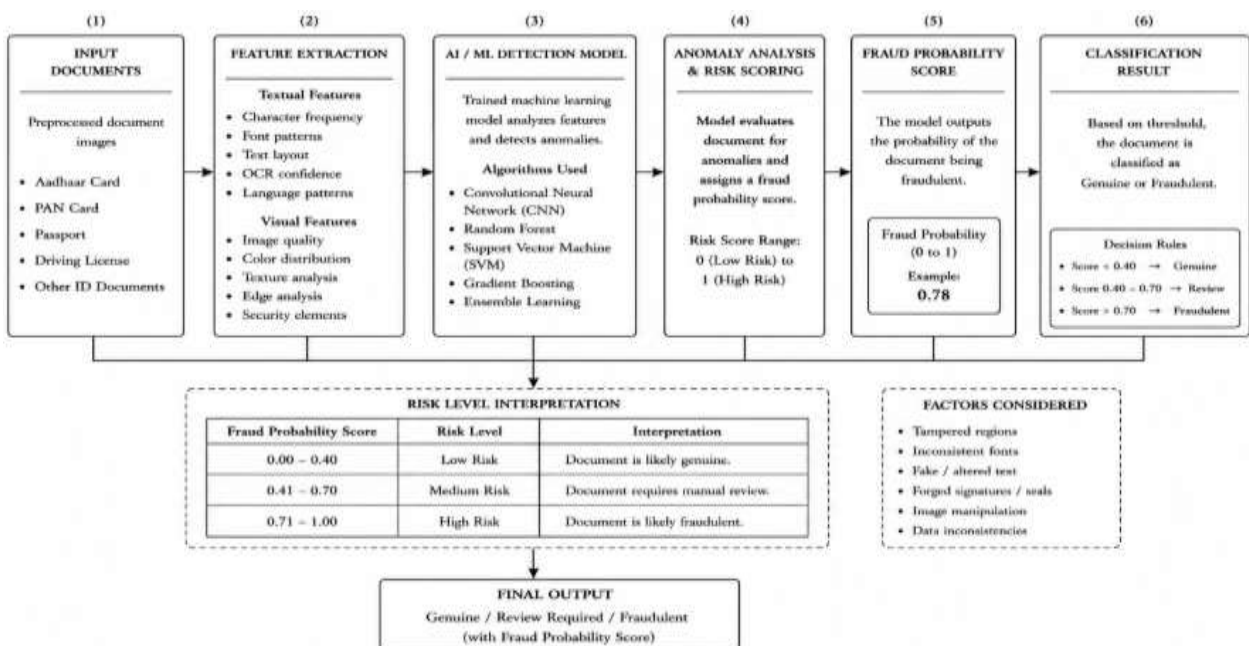 (1)
INPUT
DOCUMENTS
Preprocessed document
images
• Aadhaar Card
• PAN Card
• Passport
• Driving License
• Other ID Documents
(2)
FEATURE EXTRACTION
Textual Features
• Character frequency
• Font patterns
• Text layout
• OCR confidence
• Language patterns
Visual Features
• Image quality
• Color distribution
• Texture analysis
• Edge analysis
• Security elements
(3)
AI / ML DETECTION MODEL
Trained machine learning
model analyzes features
and detects anomalies.
Algorithms Used
• Convolutional Neural
Network (CNN)
• Random Forest
• Support Vector Machine
(SVM)
• Gradient Boosting
• Ensemble Learning
(4)
ANOMALY ANALYSIS
& RISK SCORING
Model evaluates
document for
anomalies and
assigns a fraud
probability score.
Risk Score Range:
0 (Low Risk) to
1 (High Risk)
(5)
FRAUD PROBABILITY
SCORE
The model outputs
the probability of the
document being
fraudulent.
Fraud Probability
(0 to 1)
Example:
0.78
(6)
CLASSIFICATION
RESULT
Based on threshold,
the document is
classified as
Genuine or Fraudulent.
Decision Rules
• Score < 0.40 → Genuine
• Score 0.40 – 0.70 → Review
• Score > 0.70 → Fraudulent
RISK LEVEL INTERPRETATION
Fraud Probability Score Risk Level Interpretation
0.00 – 0.40 Low Risk Document is likely genuine.
0.41 – 0.70 Medium Risk Document requires manual review.
0.71 – 1.00 High Risk Document is likely fraudulent.
FACTORS CONSIDERED
• Tampered regions
• Inconsistent fonts
• Fake / altered text
• Forged signatures / seals
• Image manipulation
• Data inconsistencies
FINAL OUTPUT
Genuine / Review Required / Fraudulent
(with Fraud Probability Score)